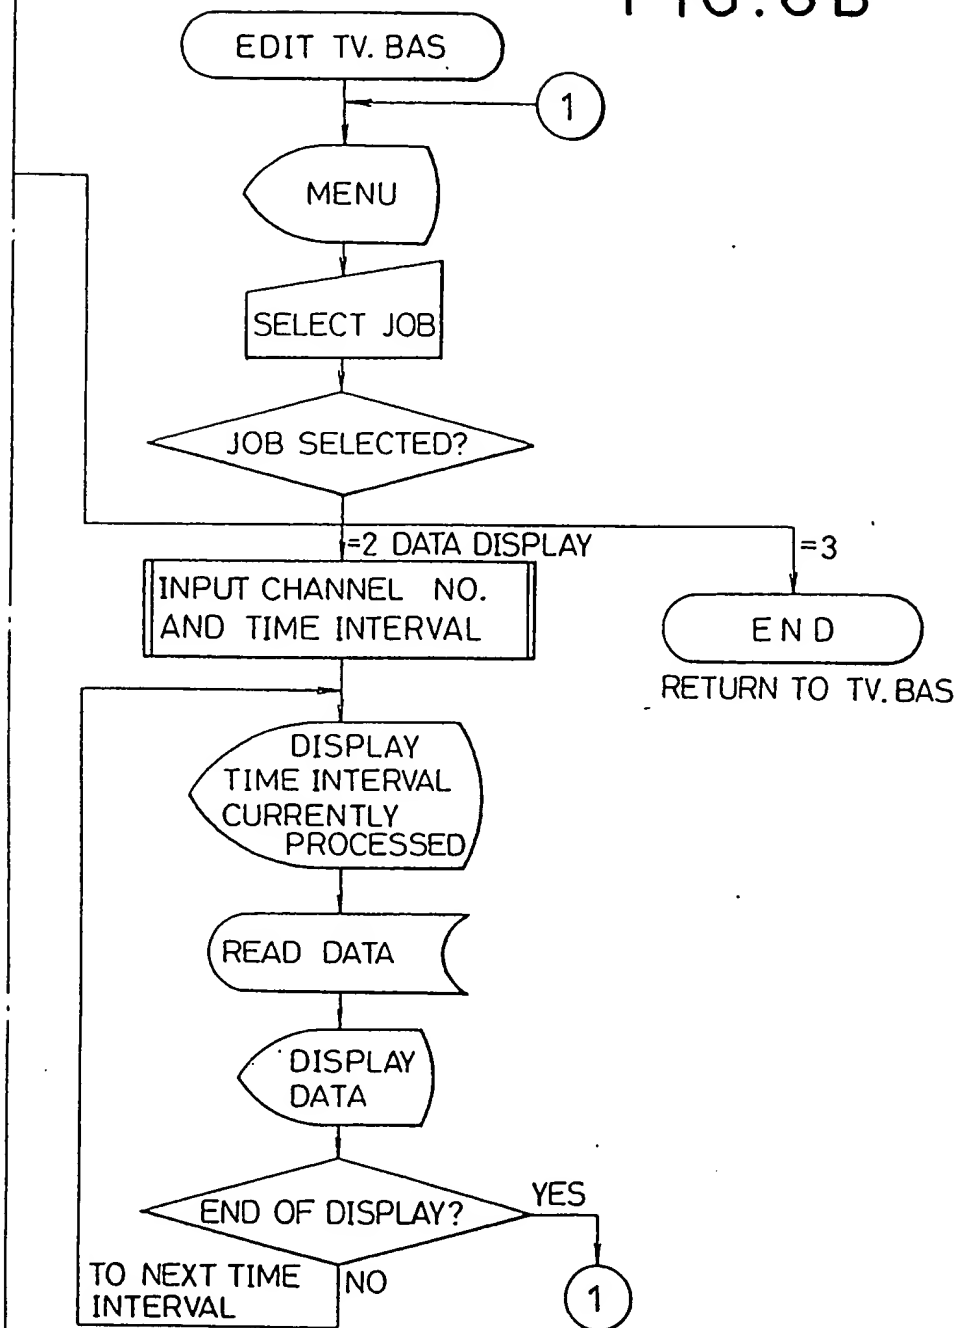 FIG. 6B
EDIT TV. BAS
1
MENU
SELECT JOB
JOB SELECTED?
=2 DATA DISPLAY
=3
INPUT CHANNEL NO.
AND TIME INTERVAL
END
RETURN TO TV. BAS
DISPLAY
TIME INTERVAL
CURRENTLY
PROCESSED
READ DATA
DISPLAY
DATA
END OF DISPLAY?
YES
TO NEXT TIME
INTERVAL
NO
1